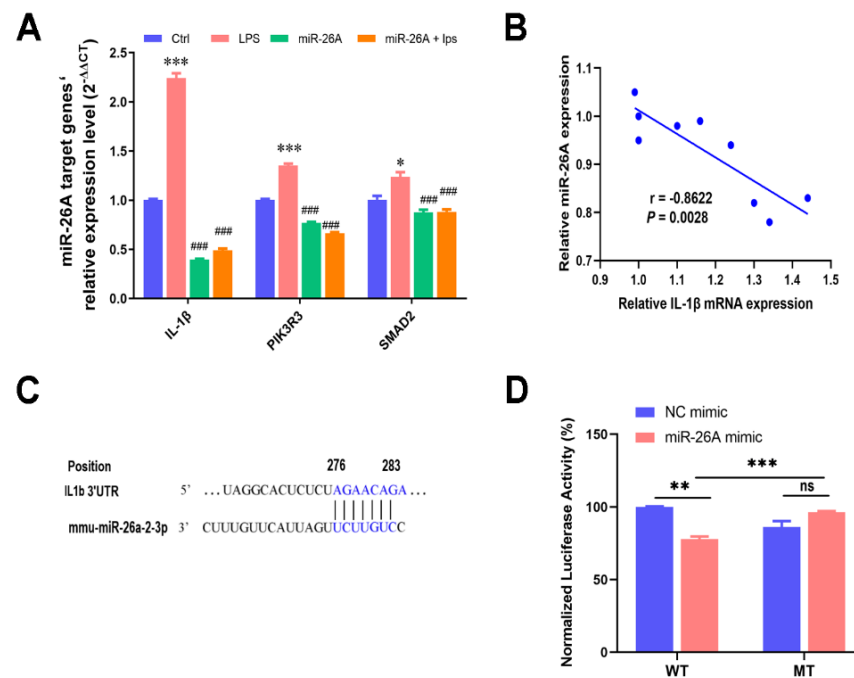 A
Ctrl LPS miR-26A miR-26A + lps
miR-26A target genes‘
relative expression level (2^-ΔΔCT)
2.5
2.0
1.5
1.0
0.5
0.0
***
###
###
***
###
###
*
###
###
IL-1β
PIK3R3
SMAD2
B
Relative miR-26A expression
1.1
1.0
0.9
0.8
0.7
r = -0.8622
P = 0.0028
0.9 1.0 1.1 1.2 1.3 1.4 1.5
Relative IL-1β mRNA expression
C
Position 276 283
IL1b 3'UTR 5' ...UAGGCACUCUCUAGAACAGA...
mmu-miR-26a-2-3p 3' CUUUGUUCAUUAGUUCUUGUCC
D
NC mimic
miR-26A mimic
Normalized Luciferase Activity (%)
150
100
50
0
***
**
ns
WT MT